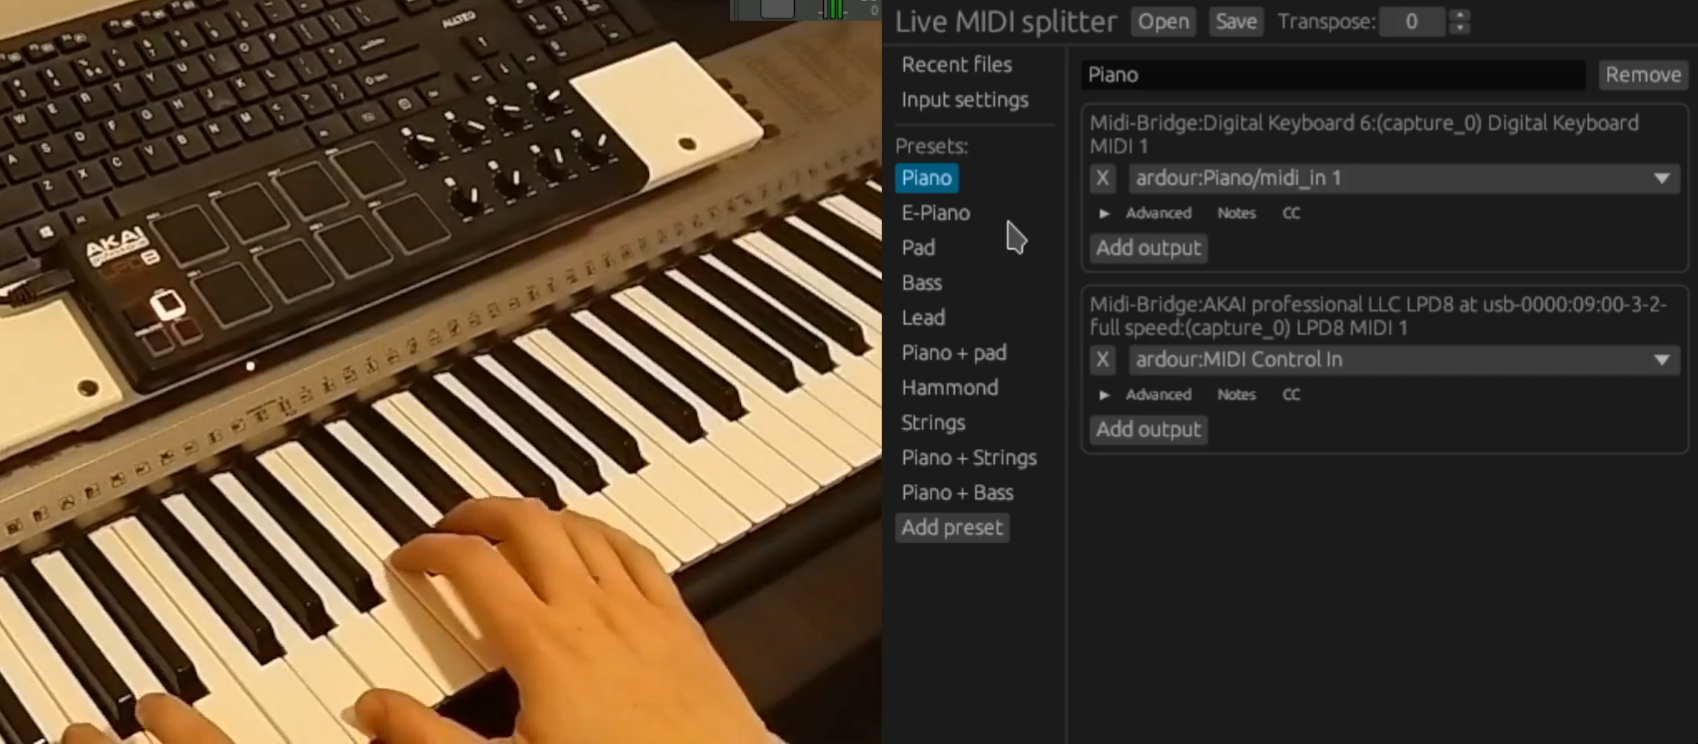 ALLTEQ
AKAI
professional
Live MIDI splitter
Open
Save
Transpose:
0
Recent files
Input settings
Presets:
Piano
E-Piano
Pad
Bass
Lead
Piano + pad
Hammond
Strings
Piano + Strings
Piano + Bass
Add preset
Piano
Remove
Midi-Bridge:Digital Keyboard 6:(capture_0) Digital Keyboard
MIDI 1
X
ardour:Piano/midi_in 1
Advanced
Notes
CC
Add output
Midi-Bridge:AKAI professional LLC LPD8 at usb-0000:09:00-3-2-
full speed:(capture_0) LPD8 MIDI 1
X
ardour:MIDI Control In
Advanced
Notes
CC
Add output